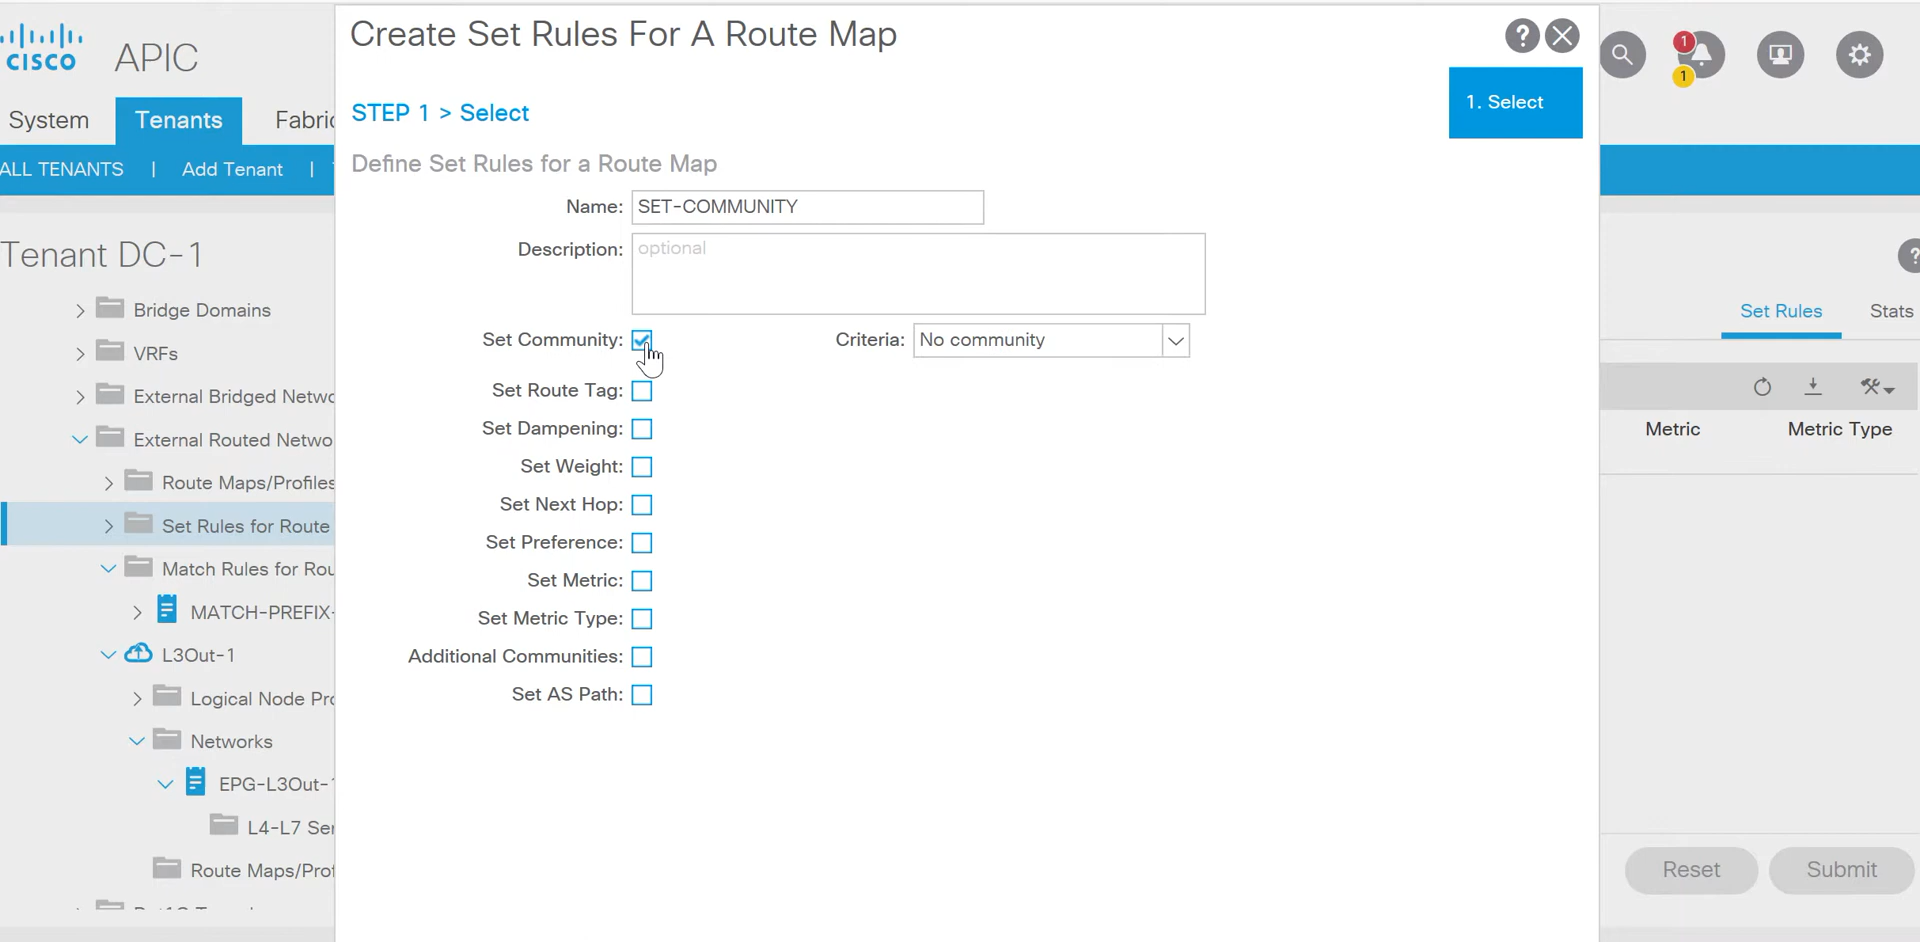 Create Set Rules For A Route Map
?
CISCO
APIC
1
1
STEP 1 > Select
1. Select
System
Tenants
Fabric
Define Set Rules for a Route Map
ALL TENANTS | Add Tenant |
Name: SET-COMMUNITY
Description: optional
Tenant DC-1
?
Bridge Domains
Set Rules
Stats
Set Community:
Criteria: No community
VRFs
External Bridged Netwo
Set Route Tag:
Set Dampening:
Metric
Metric Type
External Routed Netwo
Set Weight:
Route Maps/Profiles
Set Next Hop:
Set Rules for Route
Set Preference:
Match Rules for Rou
Set Metric:
MATCH-PREFIX-
Set Metric Type:
L3Out-1
Additional Communities:
Logical Node Pro
Set AS Path:
Networks
EPG-L3Out-1
L4-L7 Ser
Route Maps/Prof
Reset
Submit